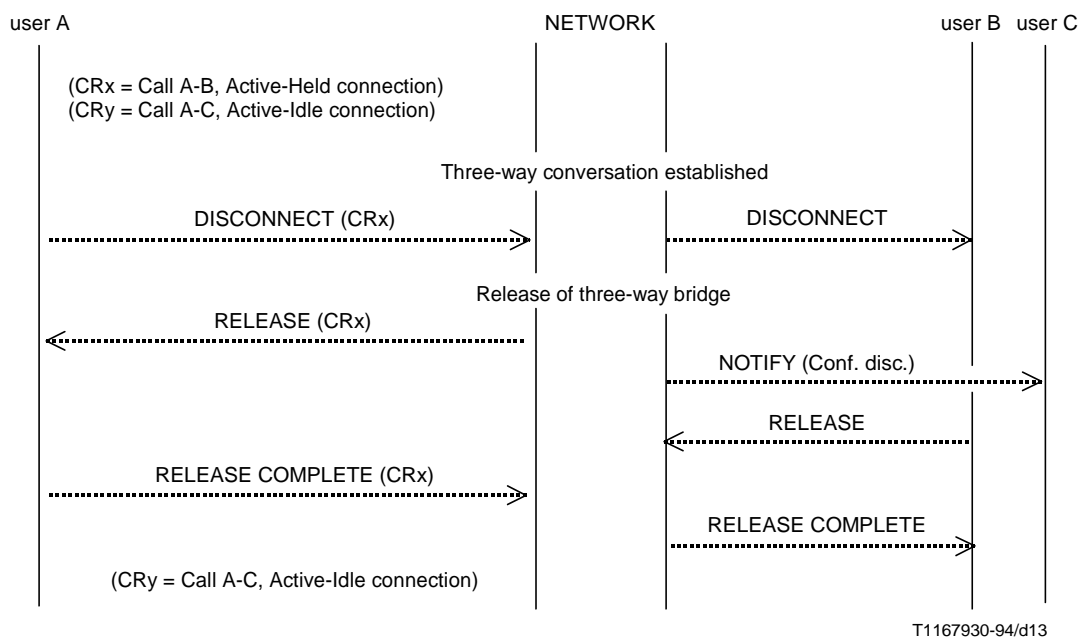 user A
NETWORK
user B
user C
(CRx = Call A-B, Active-Held connection)
(CRy = Call A-C, Active-Idle connection)
Three-way conversation established
DISCONNECT (CRx)
DISCONNECT
Release of three-way bridge
RELEASE (CRx)
NOTIFY (Conf. disc.)
RELEASE
RELEASE COMPLETE (CRx)
RELEASE COMPLETE
(CRy = Call A-C, Active-Idle connection)
T1167930-94/d13